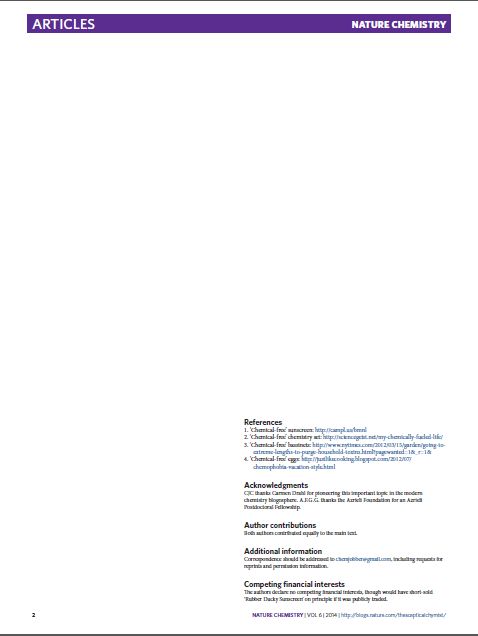 ARTICLES
NATURE CHEMISTRY
References
1. 'Chemical-free' sunscreen: http://campl.us/bmnl
2. 'Chemical-free' chemistry set: http://sciencegeist.net/my-chemically-fueled-life/
3. 'Chemical-free' bassinets: http://www.nytimes.com/2012/03/15/garden/going-to-
extreme-lengths-to-purge-household-toxins.html?pagewanted=1&_r=1&
4. 'Chemical-free' eggs: http://justlikecooking.blogspot.com/2012/07/
chemophobia-vacation-style.html
Acknowledgments
CJC thanks Carmen Drahl for pioneering this important topic in the modern
chemistry blogosphere. A.F.G.G. thanks the Azrieli Foundation for an Azrieli
Postdoctoral Fellowship.
Author contributions
Both authors contributed equally to the main text.
Additional information
Correspondence should be addressed to chemjobber@gmail.com, including requests for
reprints and permission information.
Competing financial interests
The authors declare no competing financial interests, though would have short-sold
'Rubber Ducky Sunscreen' on principle if it was publicly traded.
2
NATURE CHEMISTRY | VOL 6 | 2014 | http://blogs.nature.com/thescepticalchymist/